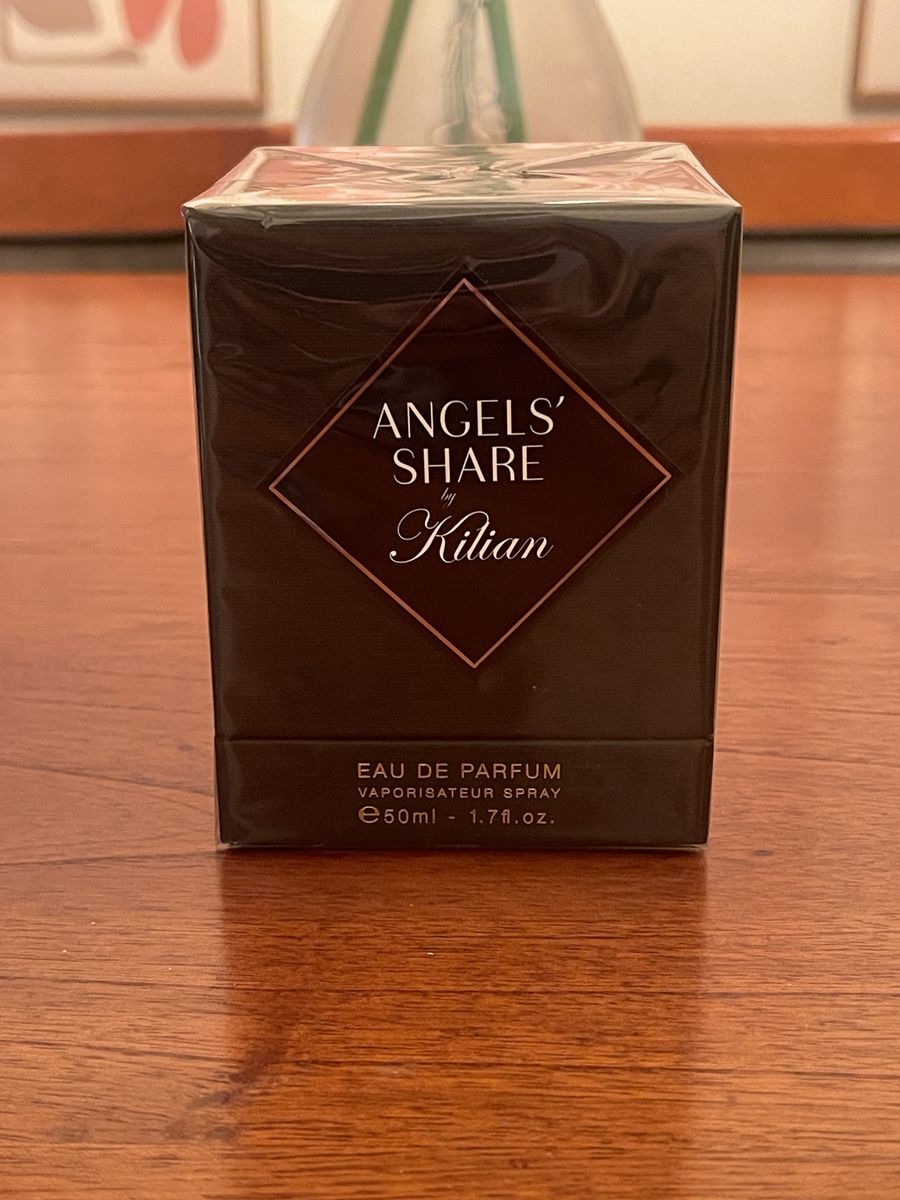 ANGELS’
SHARE
by
Kilian
EAU DE PARFUM
VAPORISATEUR SPRAY
℮50ml - 1.7fl.oz.